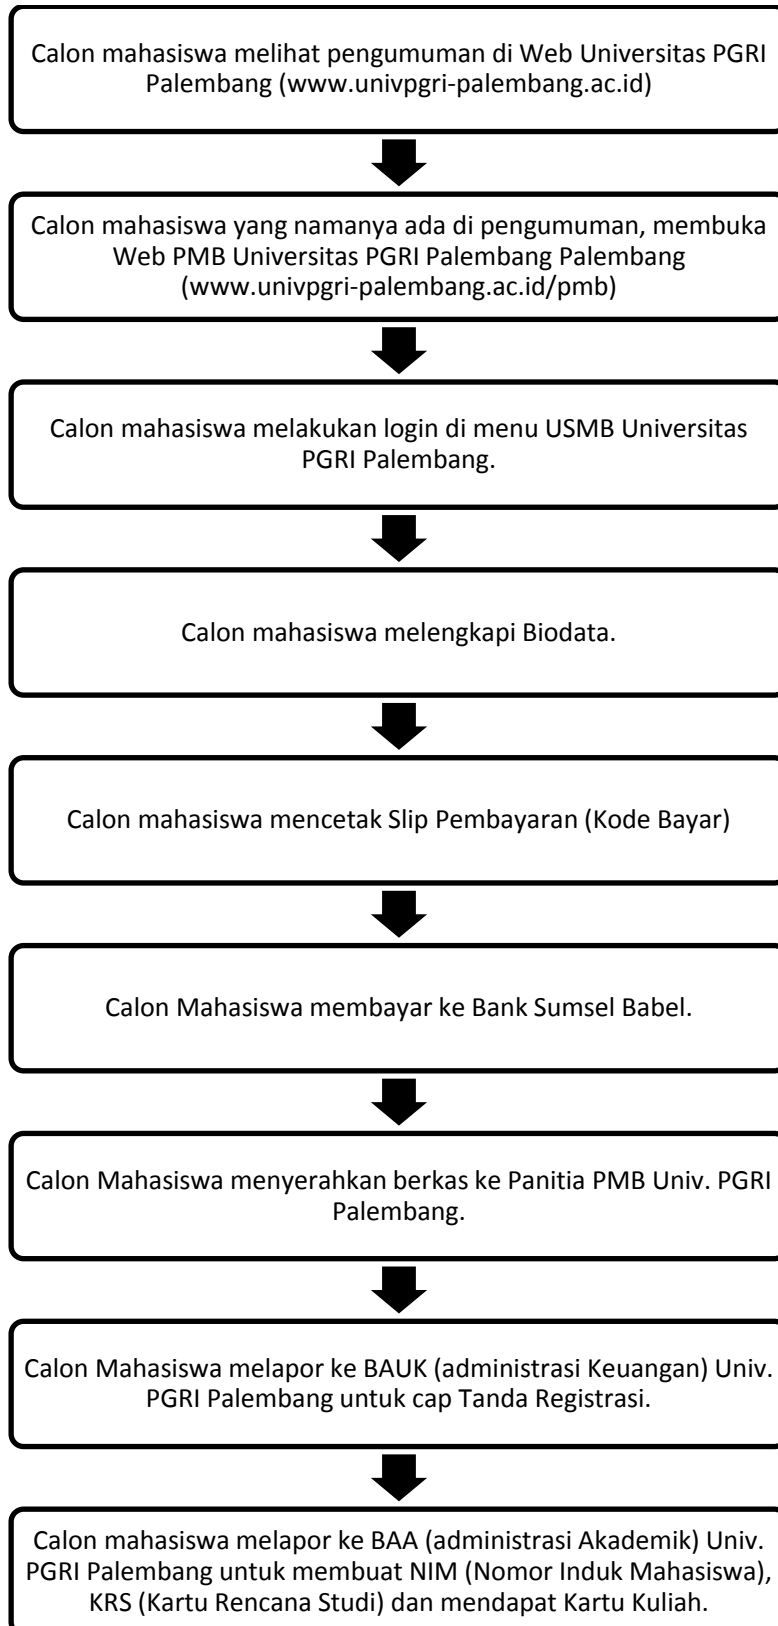 Calon mahasiswa melihat pengumuman di Web Universitas PGRI
Palembang (www.univpgri-palembang.ac.id)
Calon mahasiswa yang namanya ada di pengumuman, membuka
Web PMB Universitas PGRI Palembang Palembang
(www.univpgri-palembang.ac.id/pmb)
Calon mahasiswa melakukan login di menu USMB Universitas
PGRI Palembang.
Calon mahasiswa melengkapi Biodata.
Calon mahasiswa mencetak Slip Pembayaran (Kode Bayar)
Calon Mahasiswa membayar ke Bank Sumsel Babel.
Calon Mahasiswa menyerahkan berkas ke Panitia PMB Univ. PGRI
Palembang.
Calon Mahasiswa melapor ke BAUK (administrasi Keuangan) Univ.
PGRI Palembang untuk cap Tanda Registrasi.
Calon mahasiswa melapor ke BAA (administrasi Akademik) Univ.
PGRI Palembang untuk membuat NIM (Nomor Induk Mahasiswa),
KRS (Kartu Rencana Studi) dan mendapat Kartu Kuliah.